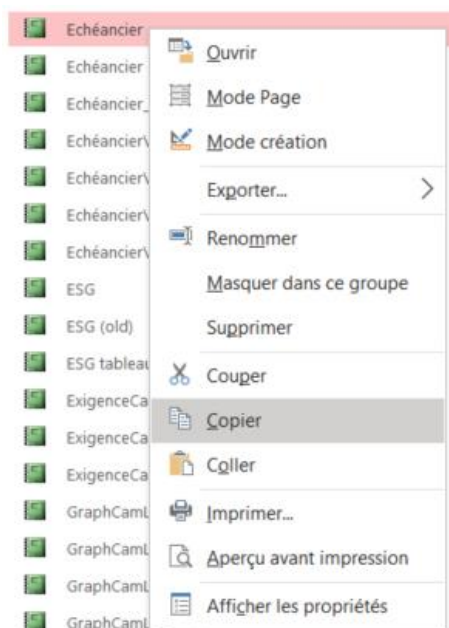 Echéancier
Echéancier
Echéancier_
Echéancier
Echéancier
Echéancier
Echéancier
ESG
ESG (old)
ESG tableau
ExigenceCa
ExigenceCa
ExigenceCa
GraphCamL
GraphCamL
GraphCamL
GraphCamL
Ouvrir
Mode Page
Mode création
Exporter...
Renommer
Masquer dans ce groupe
Supprimer
Couper
Copier
Coller
Imprimer...
Aperçu avant impression
Afficher les propriétés